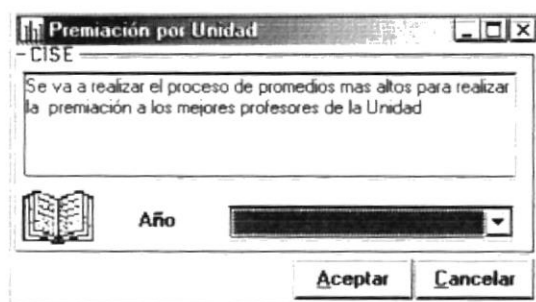 Premiación por Unidad
CISE
Se va a realizar el proceso de promedios mas altos para realizar
la premiación a los mejores profesores de la Unidad
Año
Aceptar
Cancelar